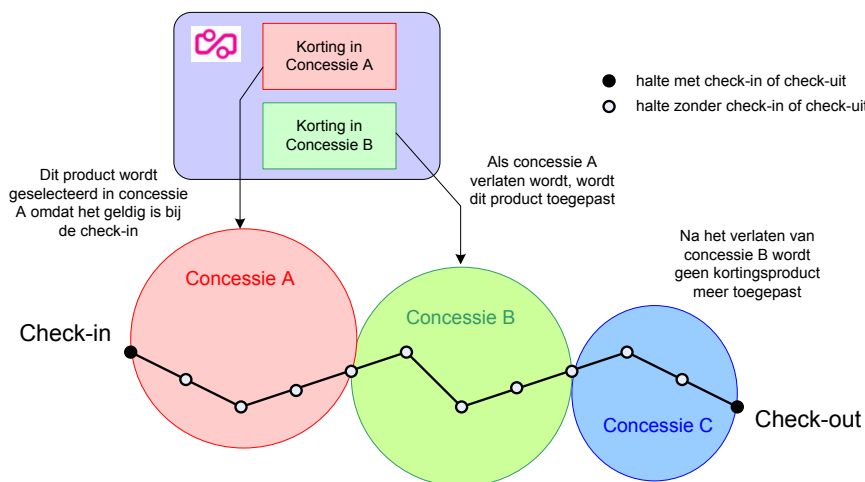 Korting in
Concessie A
Korting in
Concessie B
halte met check-in of check-uit
halte zonder check-in of check-uit
Dit product wordt
geselecteerd in concessie
A omdat het geldig is bij
de check-in
Als concessie A
verlaten wordt, wordt
dit product toegepast
Na het verlaten van
concessie B wordt
geen kortingsproduct
meer toegepast
Concessie A
Concessie B
Check-in
Concessie C
Check-out